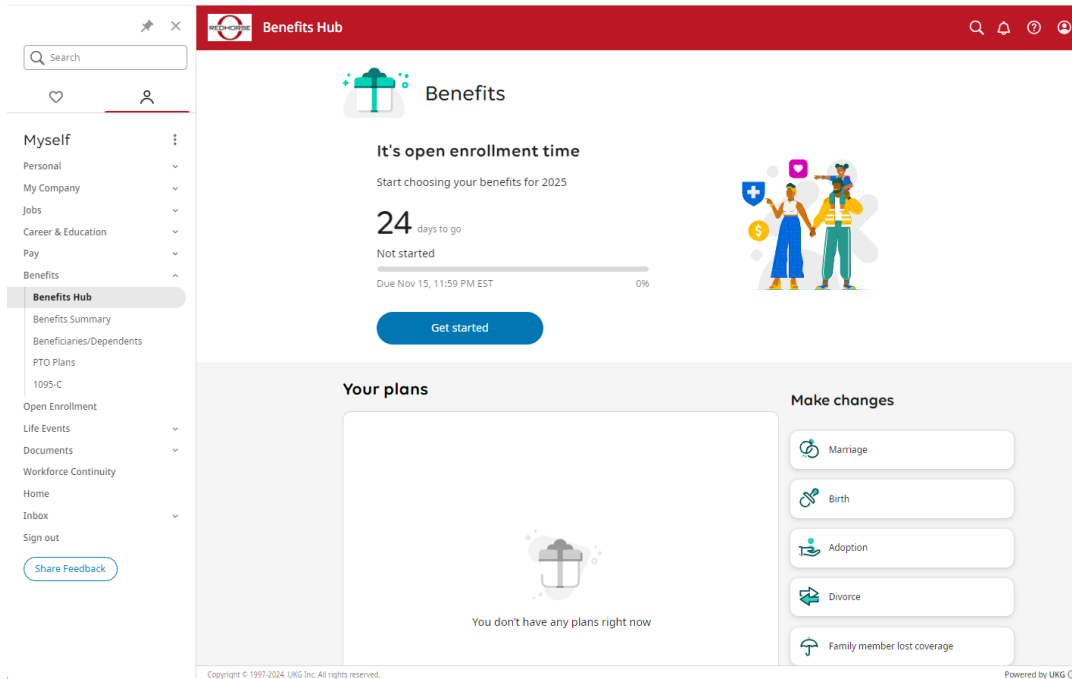 Search
Myself
Personal
My Company
Jobs
Career & Education
Pay
Benefits
Benefits Hub
Benefits Summary
Beneficiaries/Dependents
PTO Plans
1095-C
Open Enrollment
Life Events
Documents
Workforce Continuity
Home
Inbox
Sign out
Share Feedback
REDHORSE
Benefits Hub
Benefits
It's open enrollment time
Start choosing your benefits for 2025
24 days to go
Not started
Due Nov 15, 11:59 PM EST 0%
Get started
Your plans
You don't have any plans right now
Make changes
Marriage
Birth
Adoption
Divorce
Family member lost coverage
Copyright © 1997-2024. UKG Inc. All rights reserved.
Powered by UKG